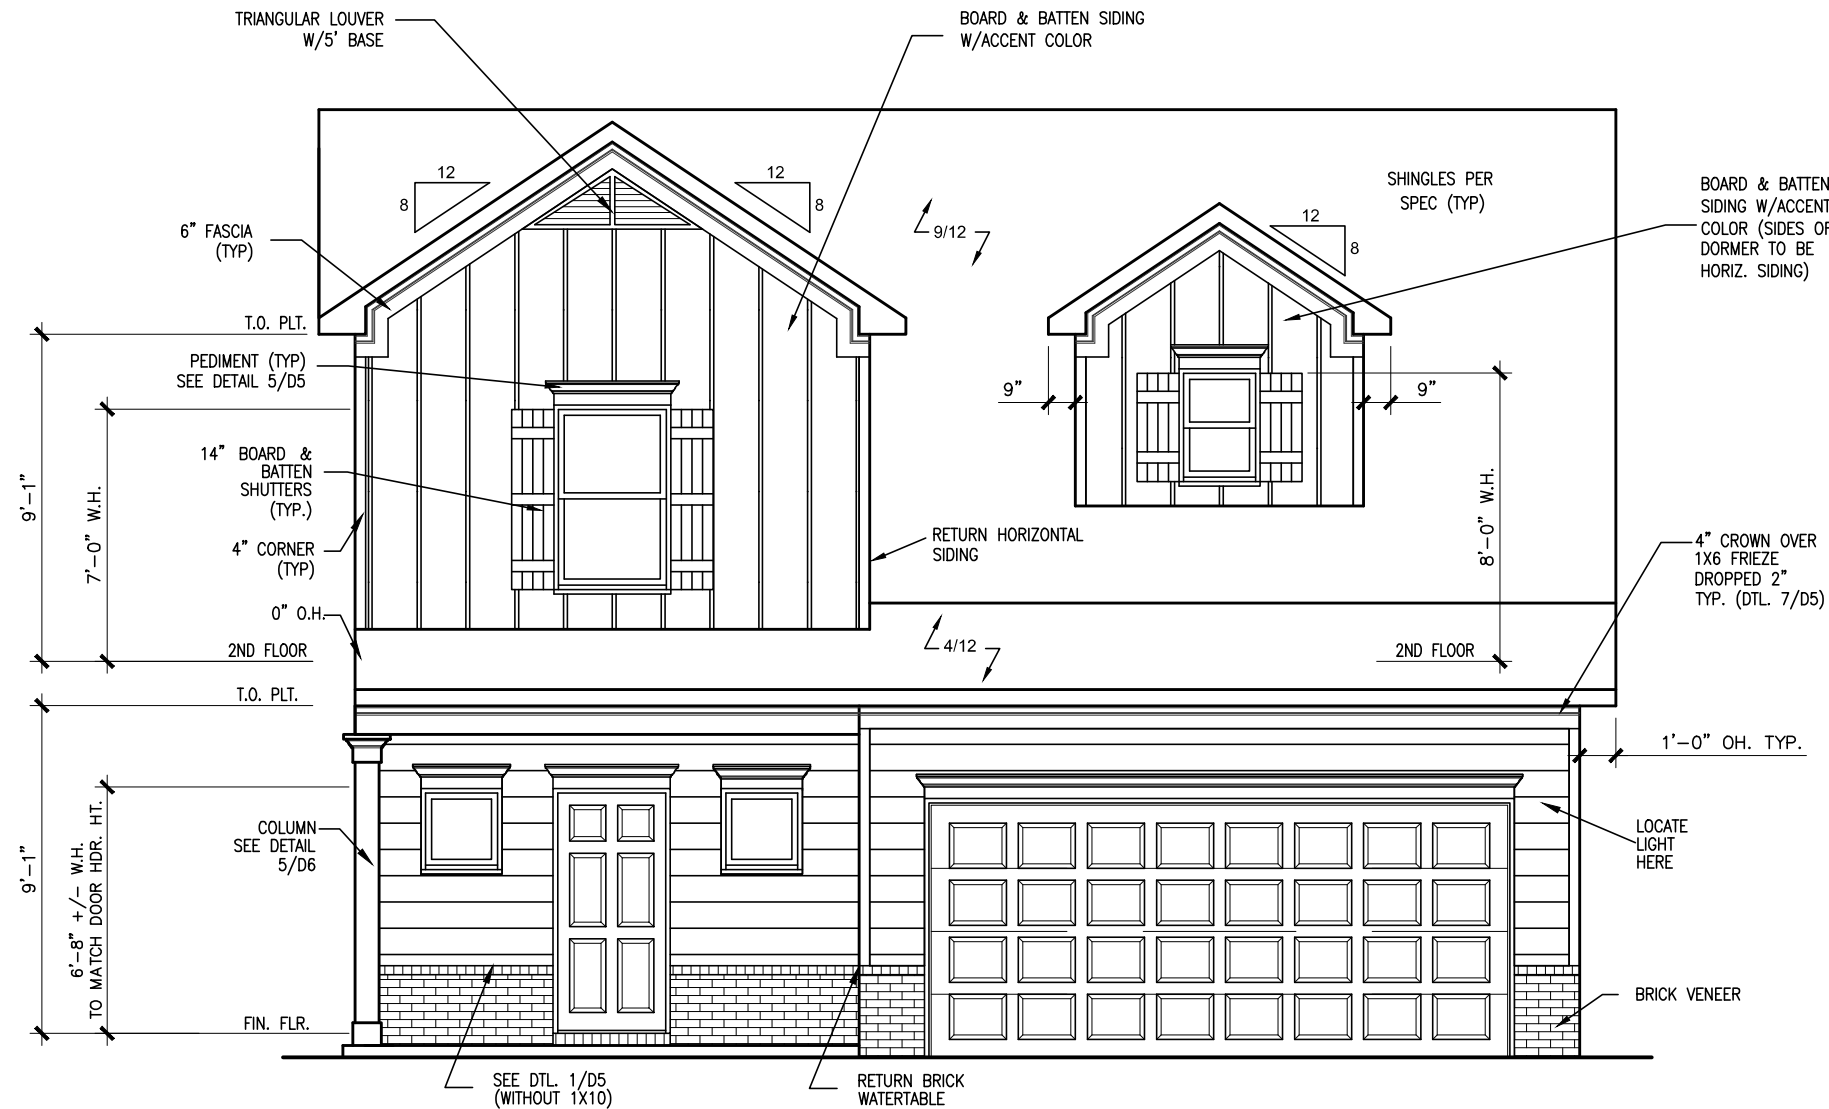 TRIANGULAR LOUVER
W/5' BASE
BOARD & BATTEN SIDING
W/ACCENT COLOR
12
8
12
8
6" FASCIA
(TYP)
9/12
SHINGLES PER
SPEC (TYP)
12
8
BOARD & BATTEN
SIDING W/ACCENT
COLOR (SIDES OF
DORMER TO BE
HORIZ. SIDING)
T.O. PLT.
PEDIMENT (TYP)
SEE DETAIL 5/D5
9"
9"
14" BOARD &
BATTEN
SHUTTERS
(TYP.)
9'-1"
7'-0" W.H.
8'-0" W.H.
4" CORNER
(TYP)
RETURN HORIZONTAL
SIDING
4" CROWN OVER
1X6 FRIEZE
DROPPED 2"
TYP. (DTL. 7/D5)
0" O.H.
2ND FLOOR
4/12
2ND FLOOR
T.O. PLT.
1'-0" OH. TYP.
COLUMN
SEE DETAIL
5/D6
9'-1"
6'-8" +/- W.H.
TO MATCH DOOR HDR. HT.
LOCATE
LIGHT
HERE
FIN. FLR.
BRICK VENEER
SEE DTL. 1/D5
(WITHOUT 1X10)
RETURN BRICK
WATERTABLE